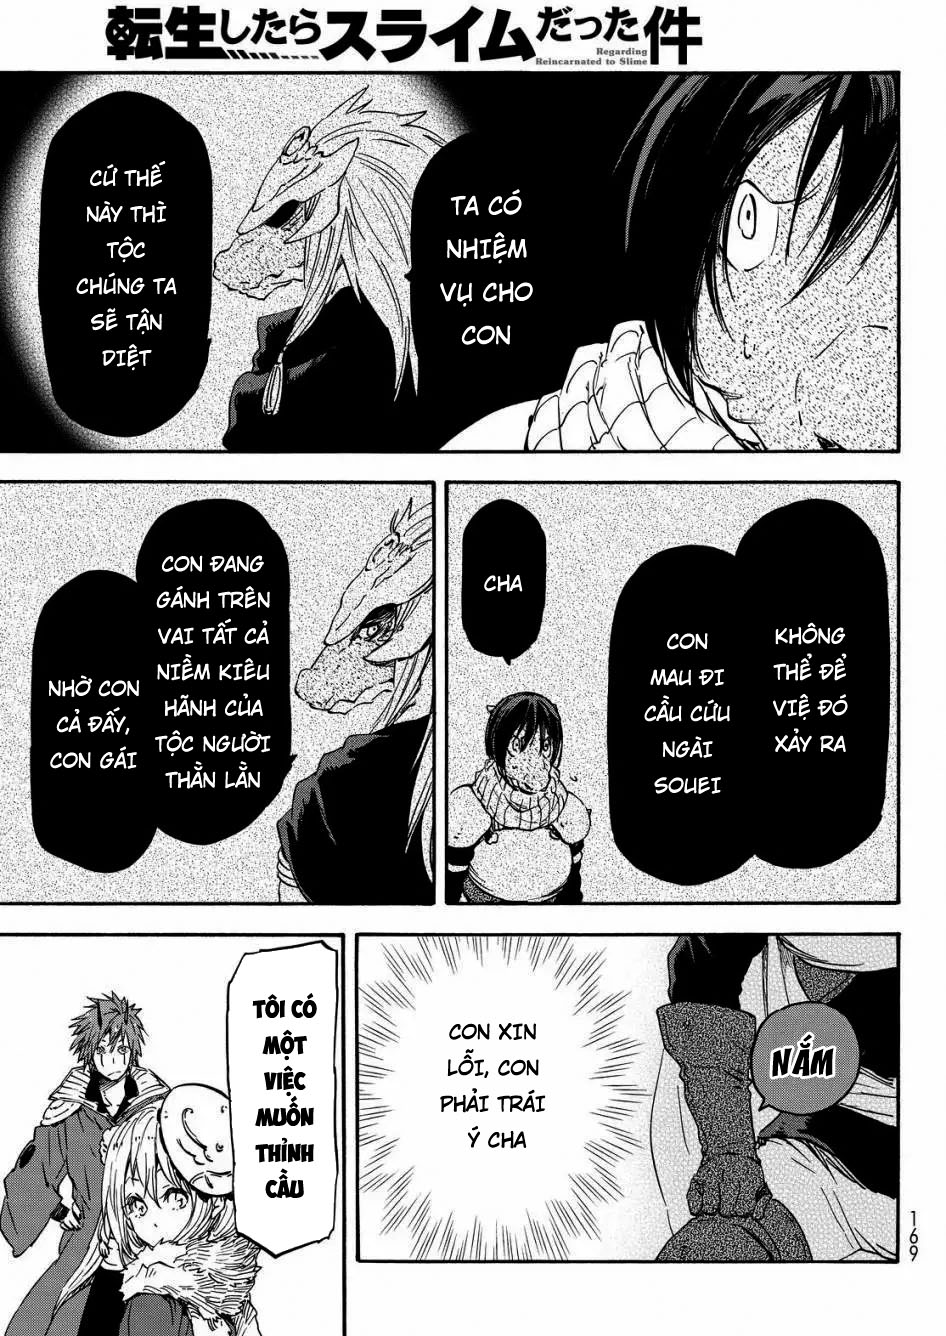 転生したらスライムだった件
Regarding
Reincarnated to Slime
TA CÓ
NHIỆM
VỤ CHO
CON
CỨ THẾ
NÀY THÌ
TỘC
CHÚNG TA
SẼ TẬN
DIỆT
KHÔNG
THỂ ĐỂ
VIỆC ĐÓ
XẢY RA
CON
MAU ĐI
CẦU CỨU
NGÀI
SOUEI
CHA
CON ĐANG
GÁNH TRÊN
VAI TẤT CẢ
NIỀM KIÊU
HÃNH CỦA
TỘC NGƯỜI
THẰN LẰN
NHỜ CON
CẢ ĐẤY,
CON GÁI
NẮM
CON XIN
LỖI, CON
PHẢI TRÁI
Ý CHA
TÔI CÓ
MỘT
VIỆC
MUỐN
THỈNH
CẦU
169